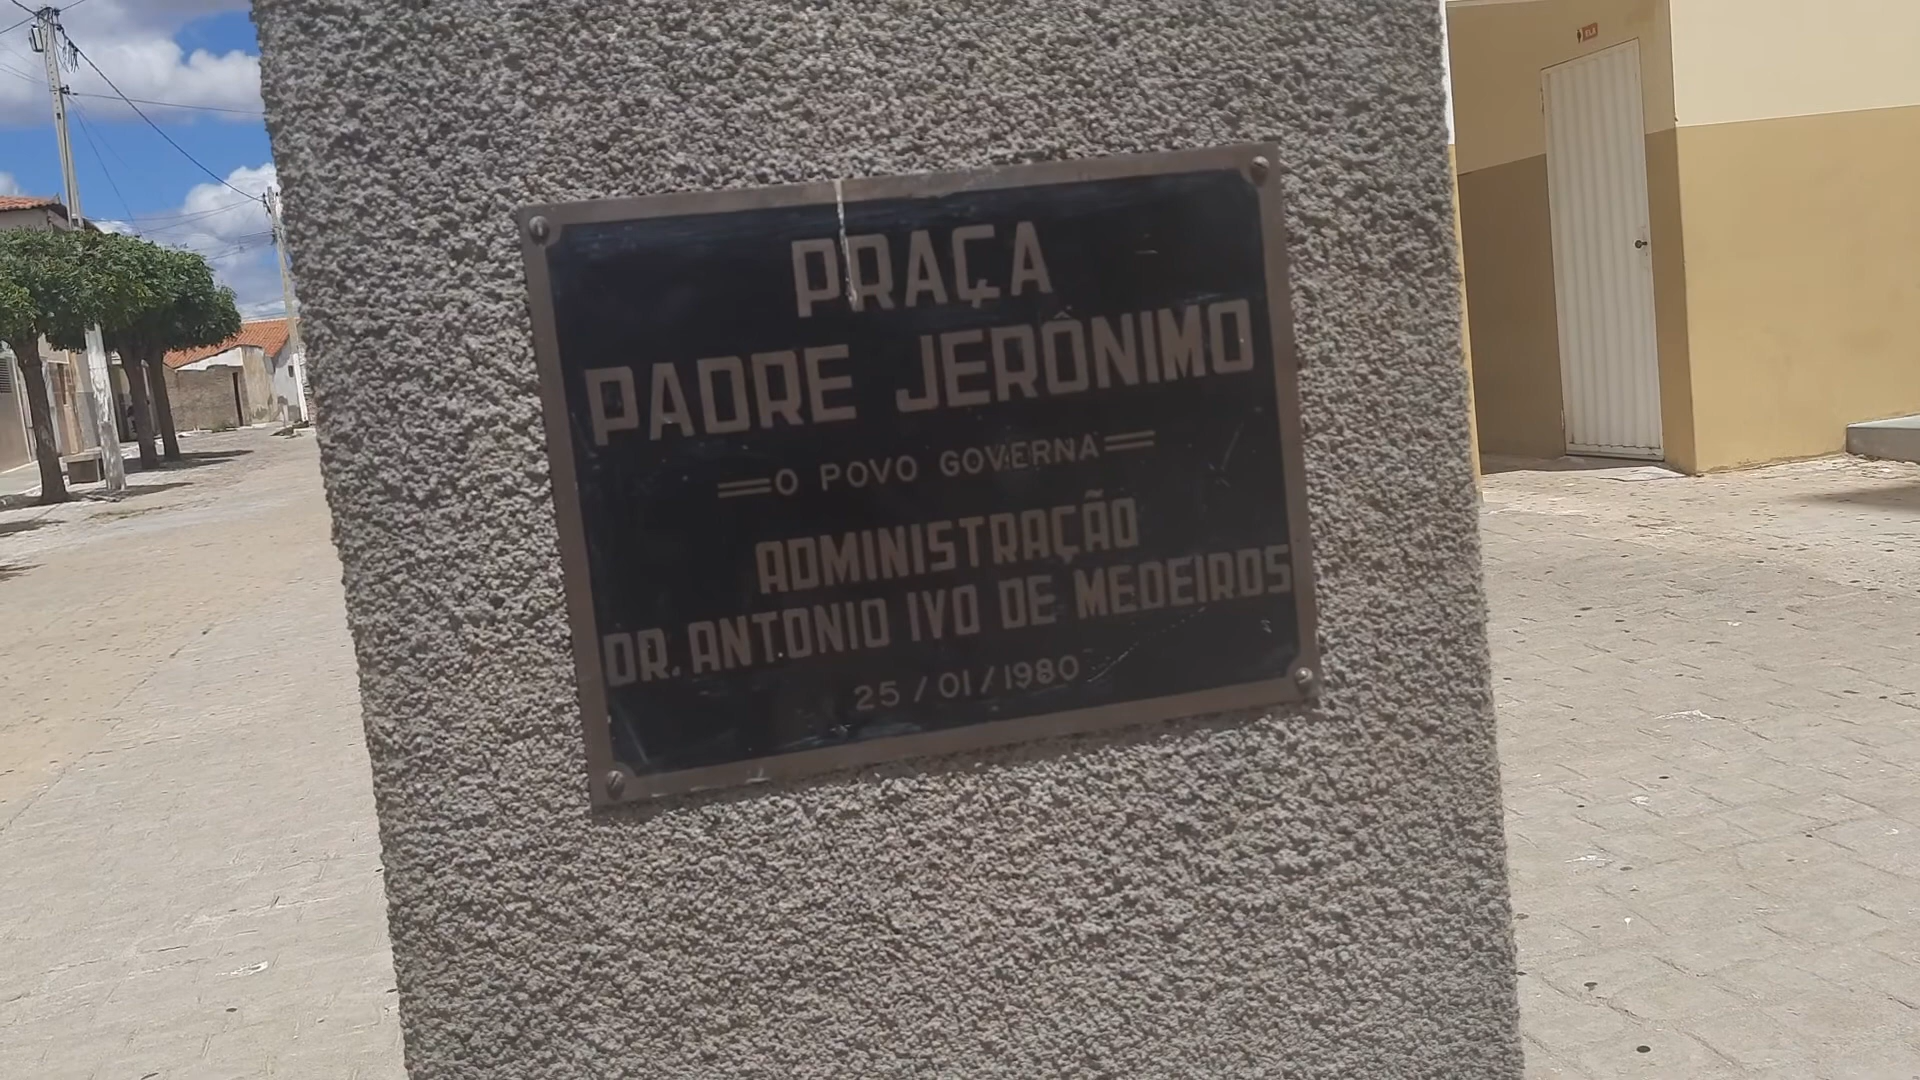 PRAÇA
PADRE JERÔNIMO
=O POVO GOVERNA=
ADMINISTRAÇÃO
DR. ANTONIO IVO DE MEDEIROS
25/01/1980